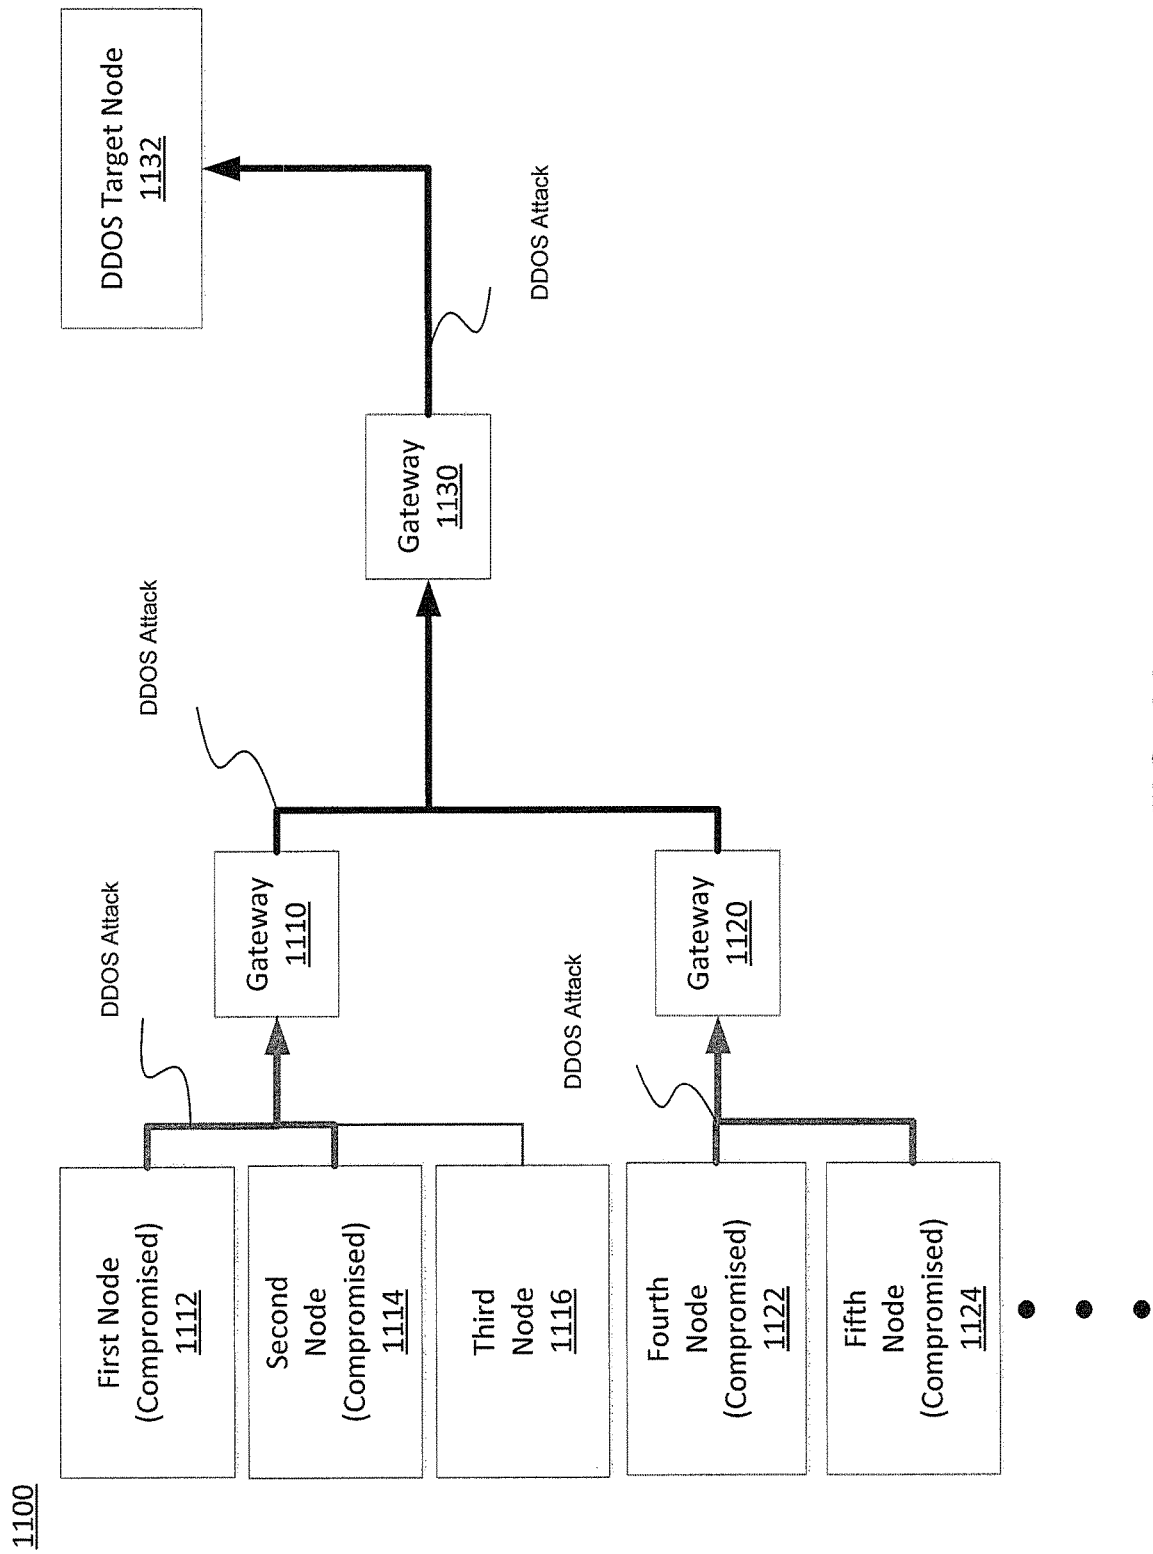 1100
First Node
(Compromised)
1112
Second
Node
(Compromised)
1114
Third
Node
1116
Fourth
Node
(Compromised)
1122
Fifth
Node
(Compromised)
1124
DDOS Attack
DDOS Attack
Gateway
1110
Gateway
1120
DDOS Attack
Gateway
1130
DDOS Attack
DDOS Target Node
1132